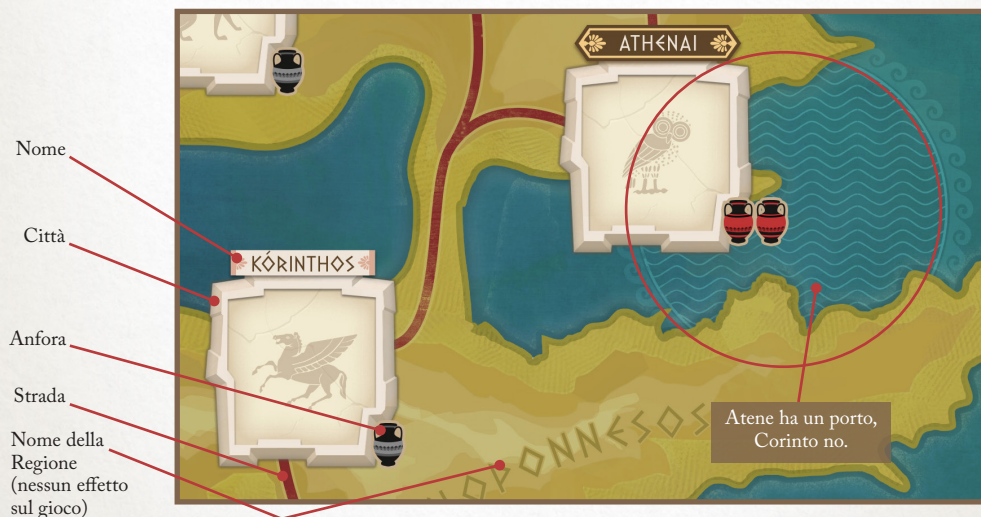 ATHENAI
Nome
Città
KÓRINTHOS
Anfora
Strada
Nome della
Regione
(nessun effetto
sul gioco)
Atene ha un porto,
Corinto no.